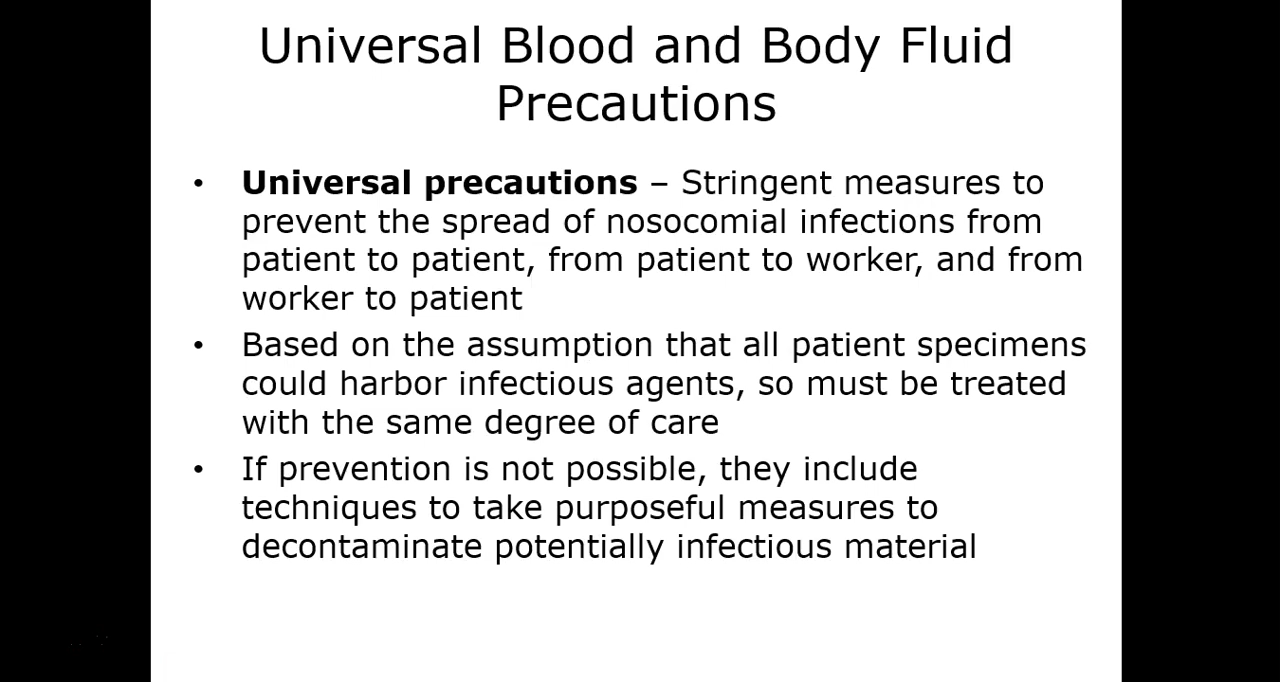 Universal Blood and Body Fluid
Precautions
• Universal precautions – Stringent measures to
prevent the spread of nosocomial infections from
patient to patient, from patient to worker, and from
worker to patient
• Based on the assumption that all patient specimens
could harbor infectious agents, so must be treated
with the same degree of care
• If prevention is not possible, they include
techniques to take purposeful measures to
decontaminate potentially infectious material